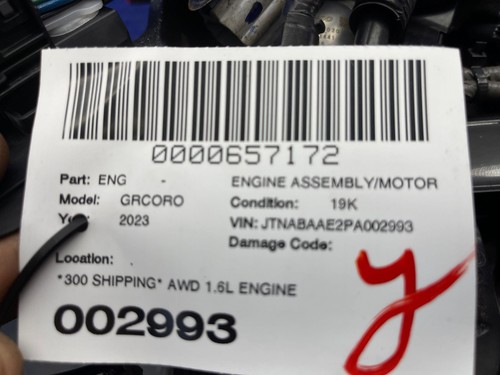 0000657172
Part: ENG - ENGINE ASSEMBLY/MOTOR
Model: GRCORO Condition: 19K
2023 VIN: JTNABAAE2PA002993
Damage Code:
Location:
*300 SHIPPING* AWD 1.6L ENGINE
002993
y